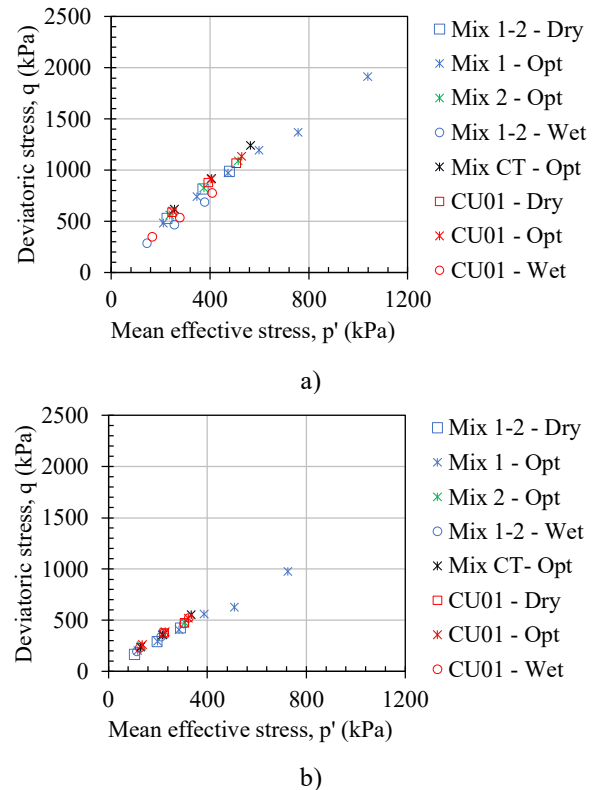 2500
2000
1500
1000
500
0
Deviatoric stress, q (kPa)
0 400 800 1200
Mean effective stress, p' (kPa)
Mix 1-2 - Dry
Mix 1 - Opt
Mix 2 - Opt
Mix 1-2 - Wet
Mix CT - Opt
CU01 - Dry
CU01 - Opt
CU01 - Wet
a)
2500
2000
1500
1000
500
0
Deviatoric stress, q (kPa)
0 400 800 1200
Mean effective stress, p' (kPa)
Mix 1-2 - Dry
Mix 1 - Opt
Mix 2 - Opt
Mix 1-2 - Wet
Mix CT- Opt
CU01 - Dry
CU01 - Opt
CU01 - Wet
b)